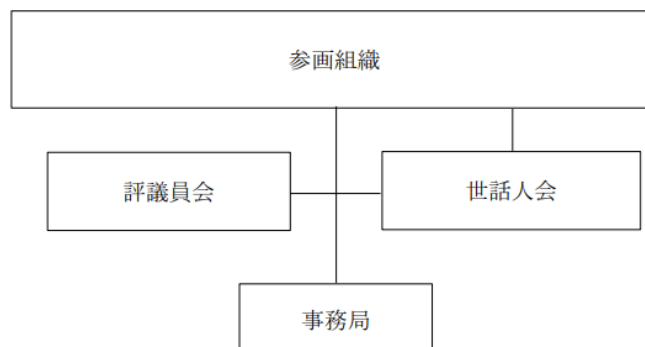 参画組織
評議員会
世話人会
事務局